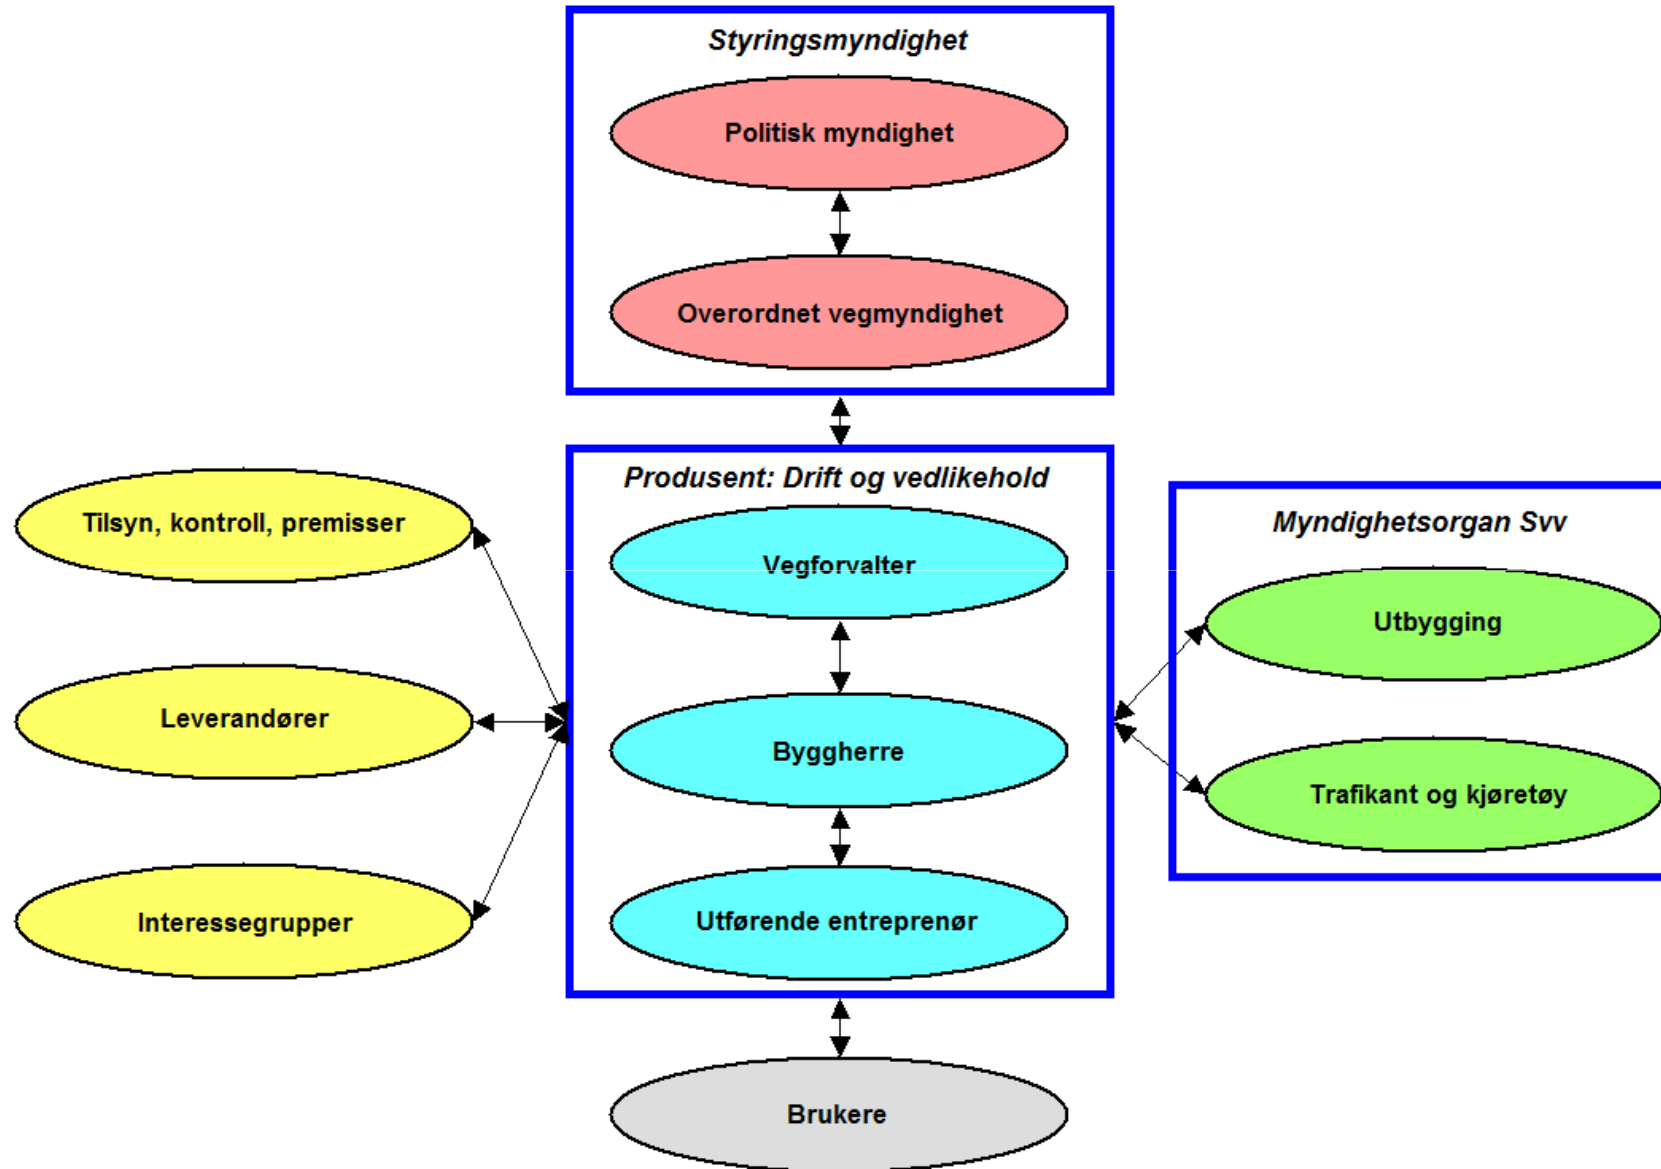 Styringsmyndighet
Politisk myndighet
Overordnet vegmyndighet
Produsent: Drift og vedlikehold
Vegforvalter
Byggherre
Utførende entreprenør
Tilsyn, kontroll, premisser
Leverandører
Interessegrupper
Myndighetsorgan Svv
Utbygging
Trafikant og kjøretøy
Brukere